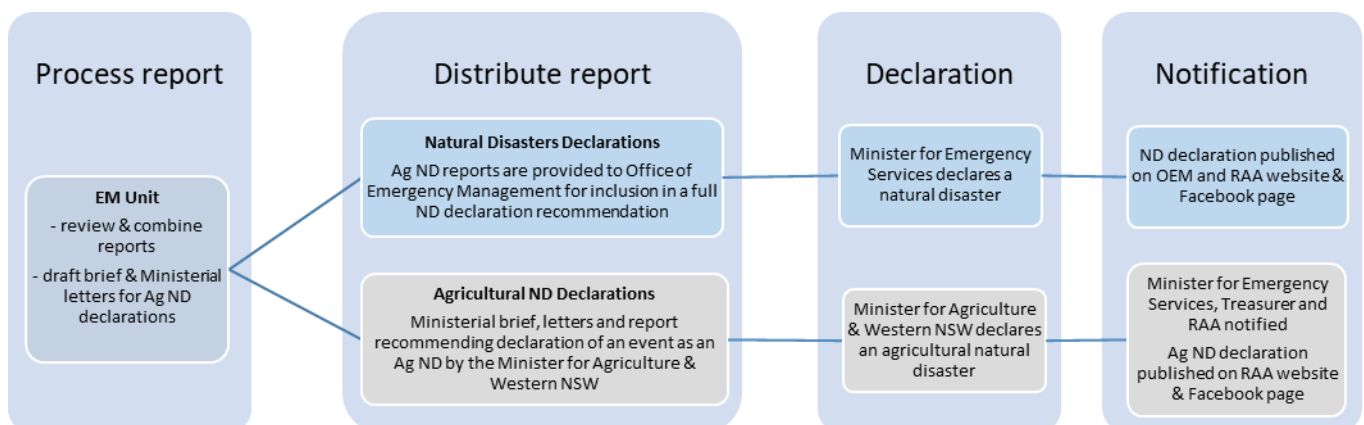 Process report
EM Unit
- review & combine
reports
- draft brief & Ministerial
letters for Ag ND
declarations
Distribute report
Natural Disasters Declarations
Ag ND reports are provided to Office of
Emergency Management for inclusion in a full
ND declaration recommendation
Agricultural ND Declarations
Ministerial brief, letters and report
recommending declaration of an event as an
Ag ND by the Minister for Agriculture &
Western NSW
Declaration
Minister for Emergency
Services declares a
natural disaster
Minister for Agriculture
& Western NSW declares
an agricultural natural
disaster
Notification
ND declaration published
on OEM and RAA website &
Facebook page
Minister for Emergency
Services, Treasurer and
RAA notified
Ag ND declaration
published on RAA website
& Facebook page